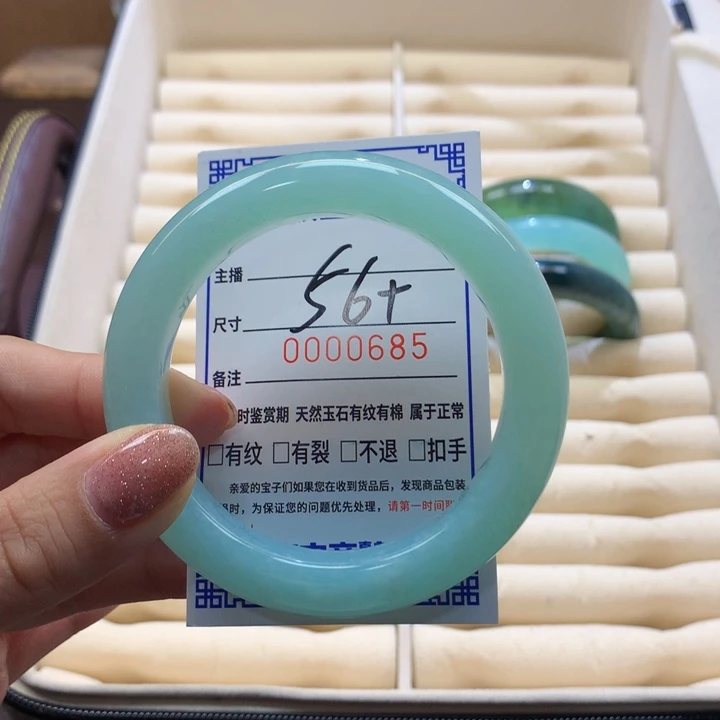 主播
尺寸 56+
0000685
备注
时鉴赏期 天然玉石有纹有棉 属于正常
□有纹 □有裂 □不退 □扣手
亲爱的宝子们如果您在收到货品后，发现商品包装
时，为保证您的问题优先处理，请第一时间联